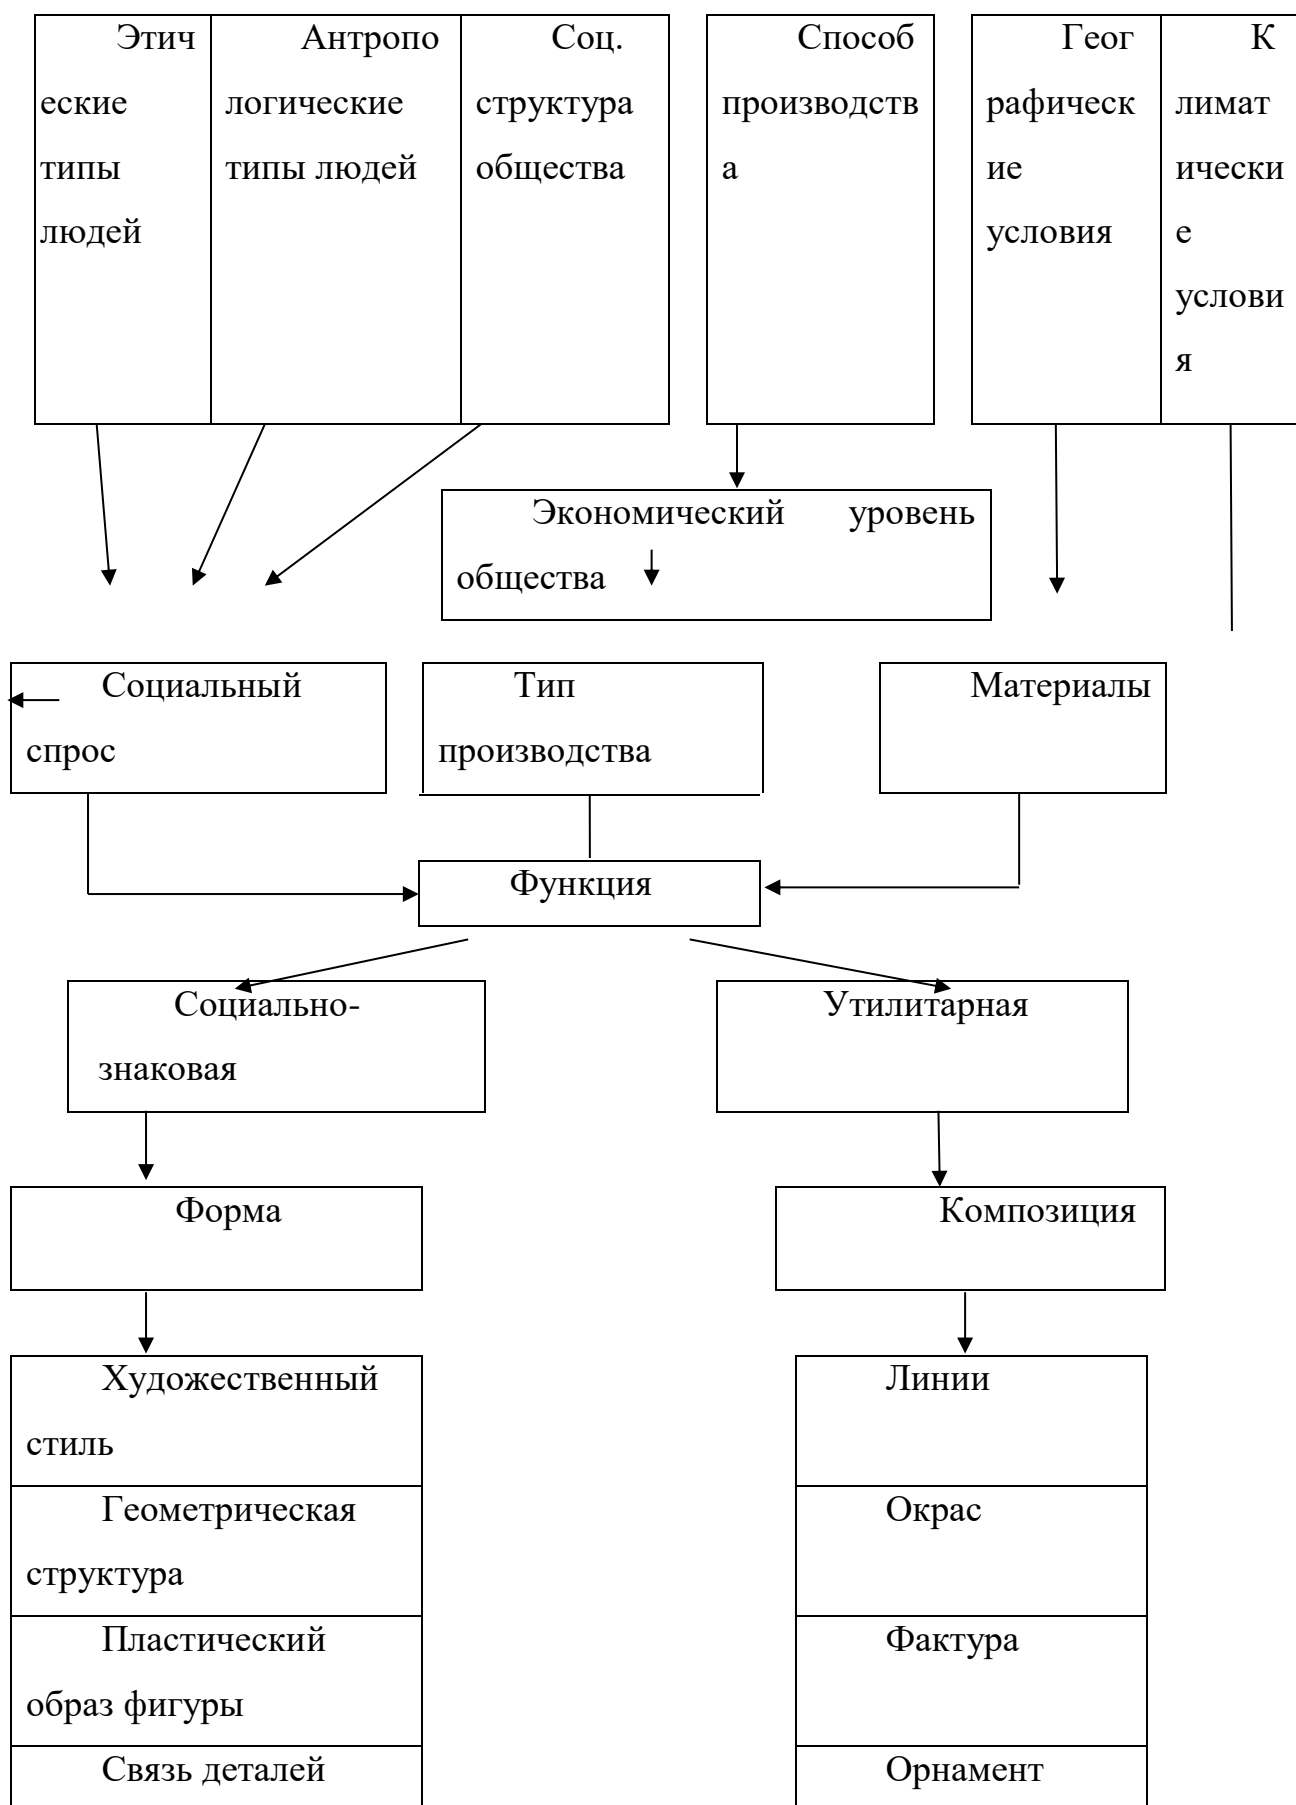 Этич
еские
типы
людей
Антропо
логические
типы людей
Соц.
структура
общества
Способ
производств
а
Геог
рафическ
ие
условия
К
лимат
ически
е
услови
я
Экономический уровень
общества
Социальный
спрос
Тип
производства
Материалы
Функция
Социально-
знаковая
Утилитарная
Форма
Композиция
Художественный
стиль
Геометрическая
структура
Пластический
образ фигуры
Связь деталей
Линии
Окрас
Фактура
Орнамент